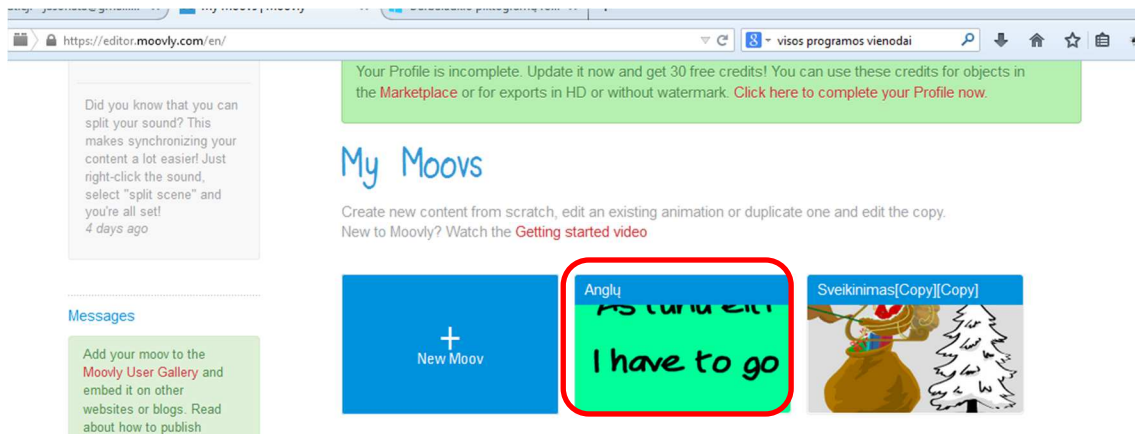 https://editor.moovly.com/en/
visos programos vienodai
Did you know that you can
split your sound? This
makes synchronizing your
content a lot easier! Just
right-click the sound,
select "split scene" and
you're all set!
4 days ago
Messages
Add your moov to the
Moovly User Gallery and
embed it on other
websites or blogs. Read
about how to publish
Your Profile is incomplete. Update it now and get 30 free credits! You can use these credits for objects in
the Marketplace or for exports in HD or without watermark. Click here to complete your Profile now.
My Moovs
Create new content from scratch, edit an existing animation or duplicate one and edit the copy.
New to Moovly? Watch the Getting started video
+
New Moov
Anglų
I have to go
Sveikinimas[Copy][Copy]